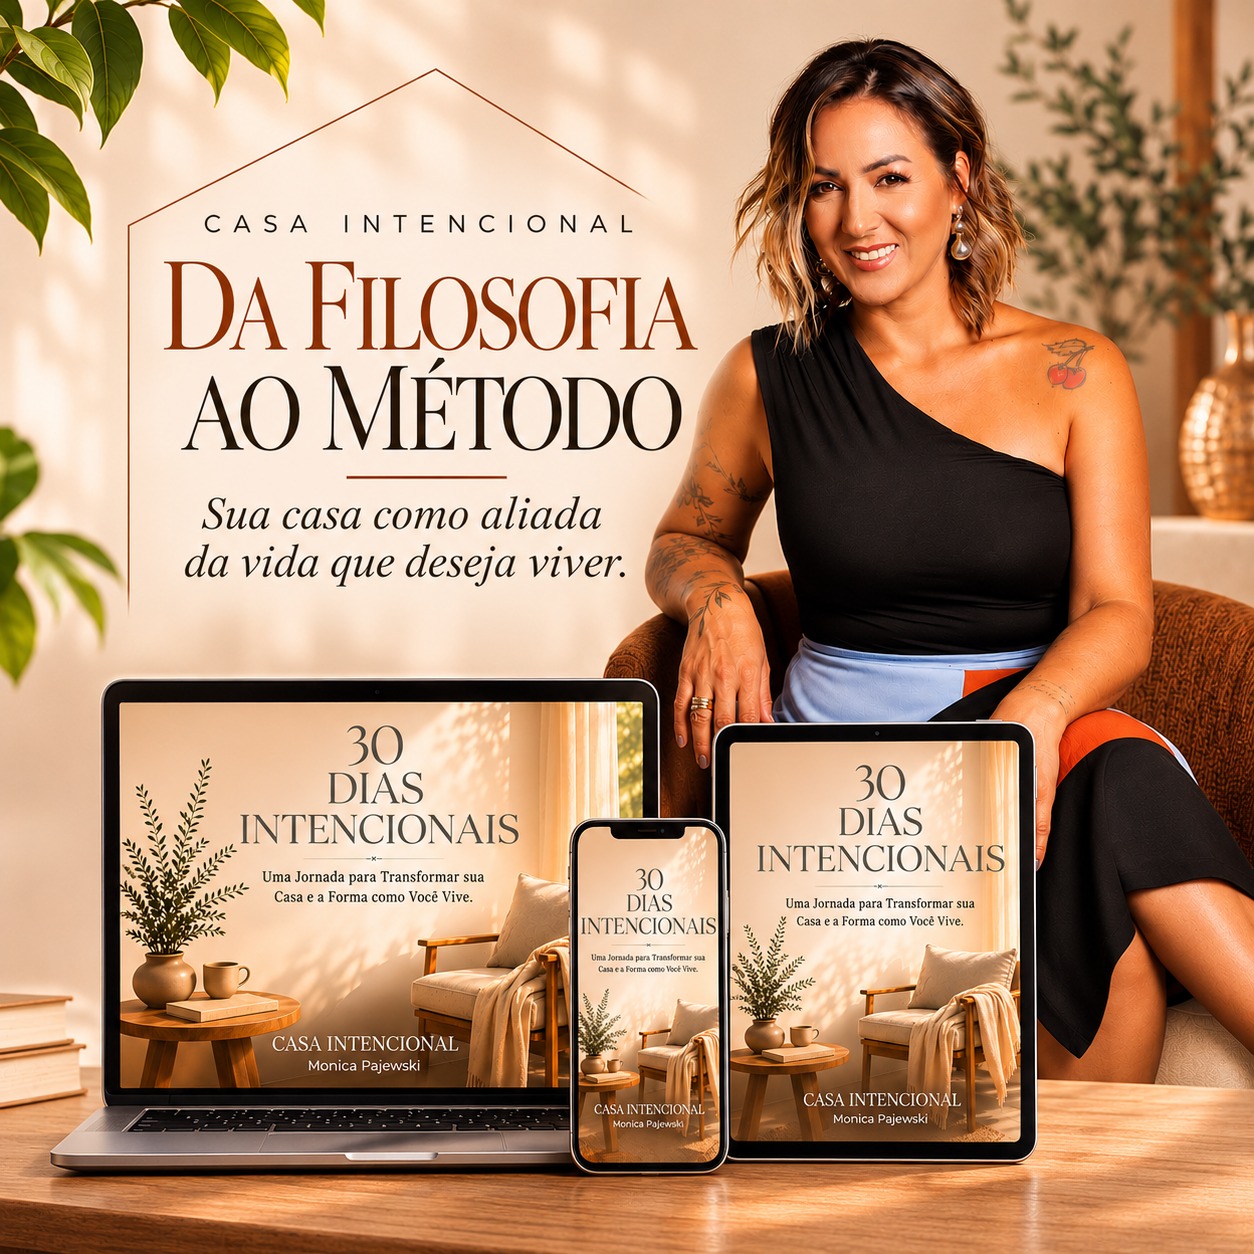 CASA INTENCIONAL
DA FILOSOFIA
AO MÉTODO
Sua casa como aliada
da vida que deseja viver.
30
DIAS
INTENCIONAIS
Uma Jornada para Transformar sua
Casa e a Forma como Você Vive.
CASA INTENCIONAL
Monica Pajewski
30
DIAS
INTENCIONAIS
Uma Jornada para Transformar sua
Casa e a Forma como Você Vive.
CASA INTENCIONAL
Monica Pajewski
30
DIAS
INTENCIONAIS
Uma Jornada para Transformar sua
Casa e a Forma como Você Vive.
CASA INTENCIONAL
Monica Pajewski